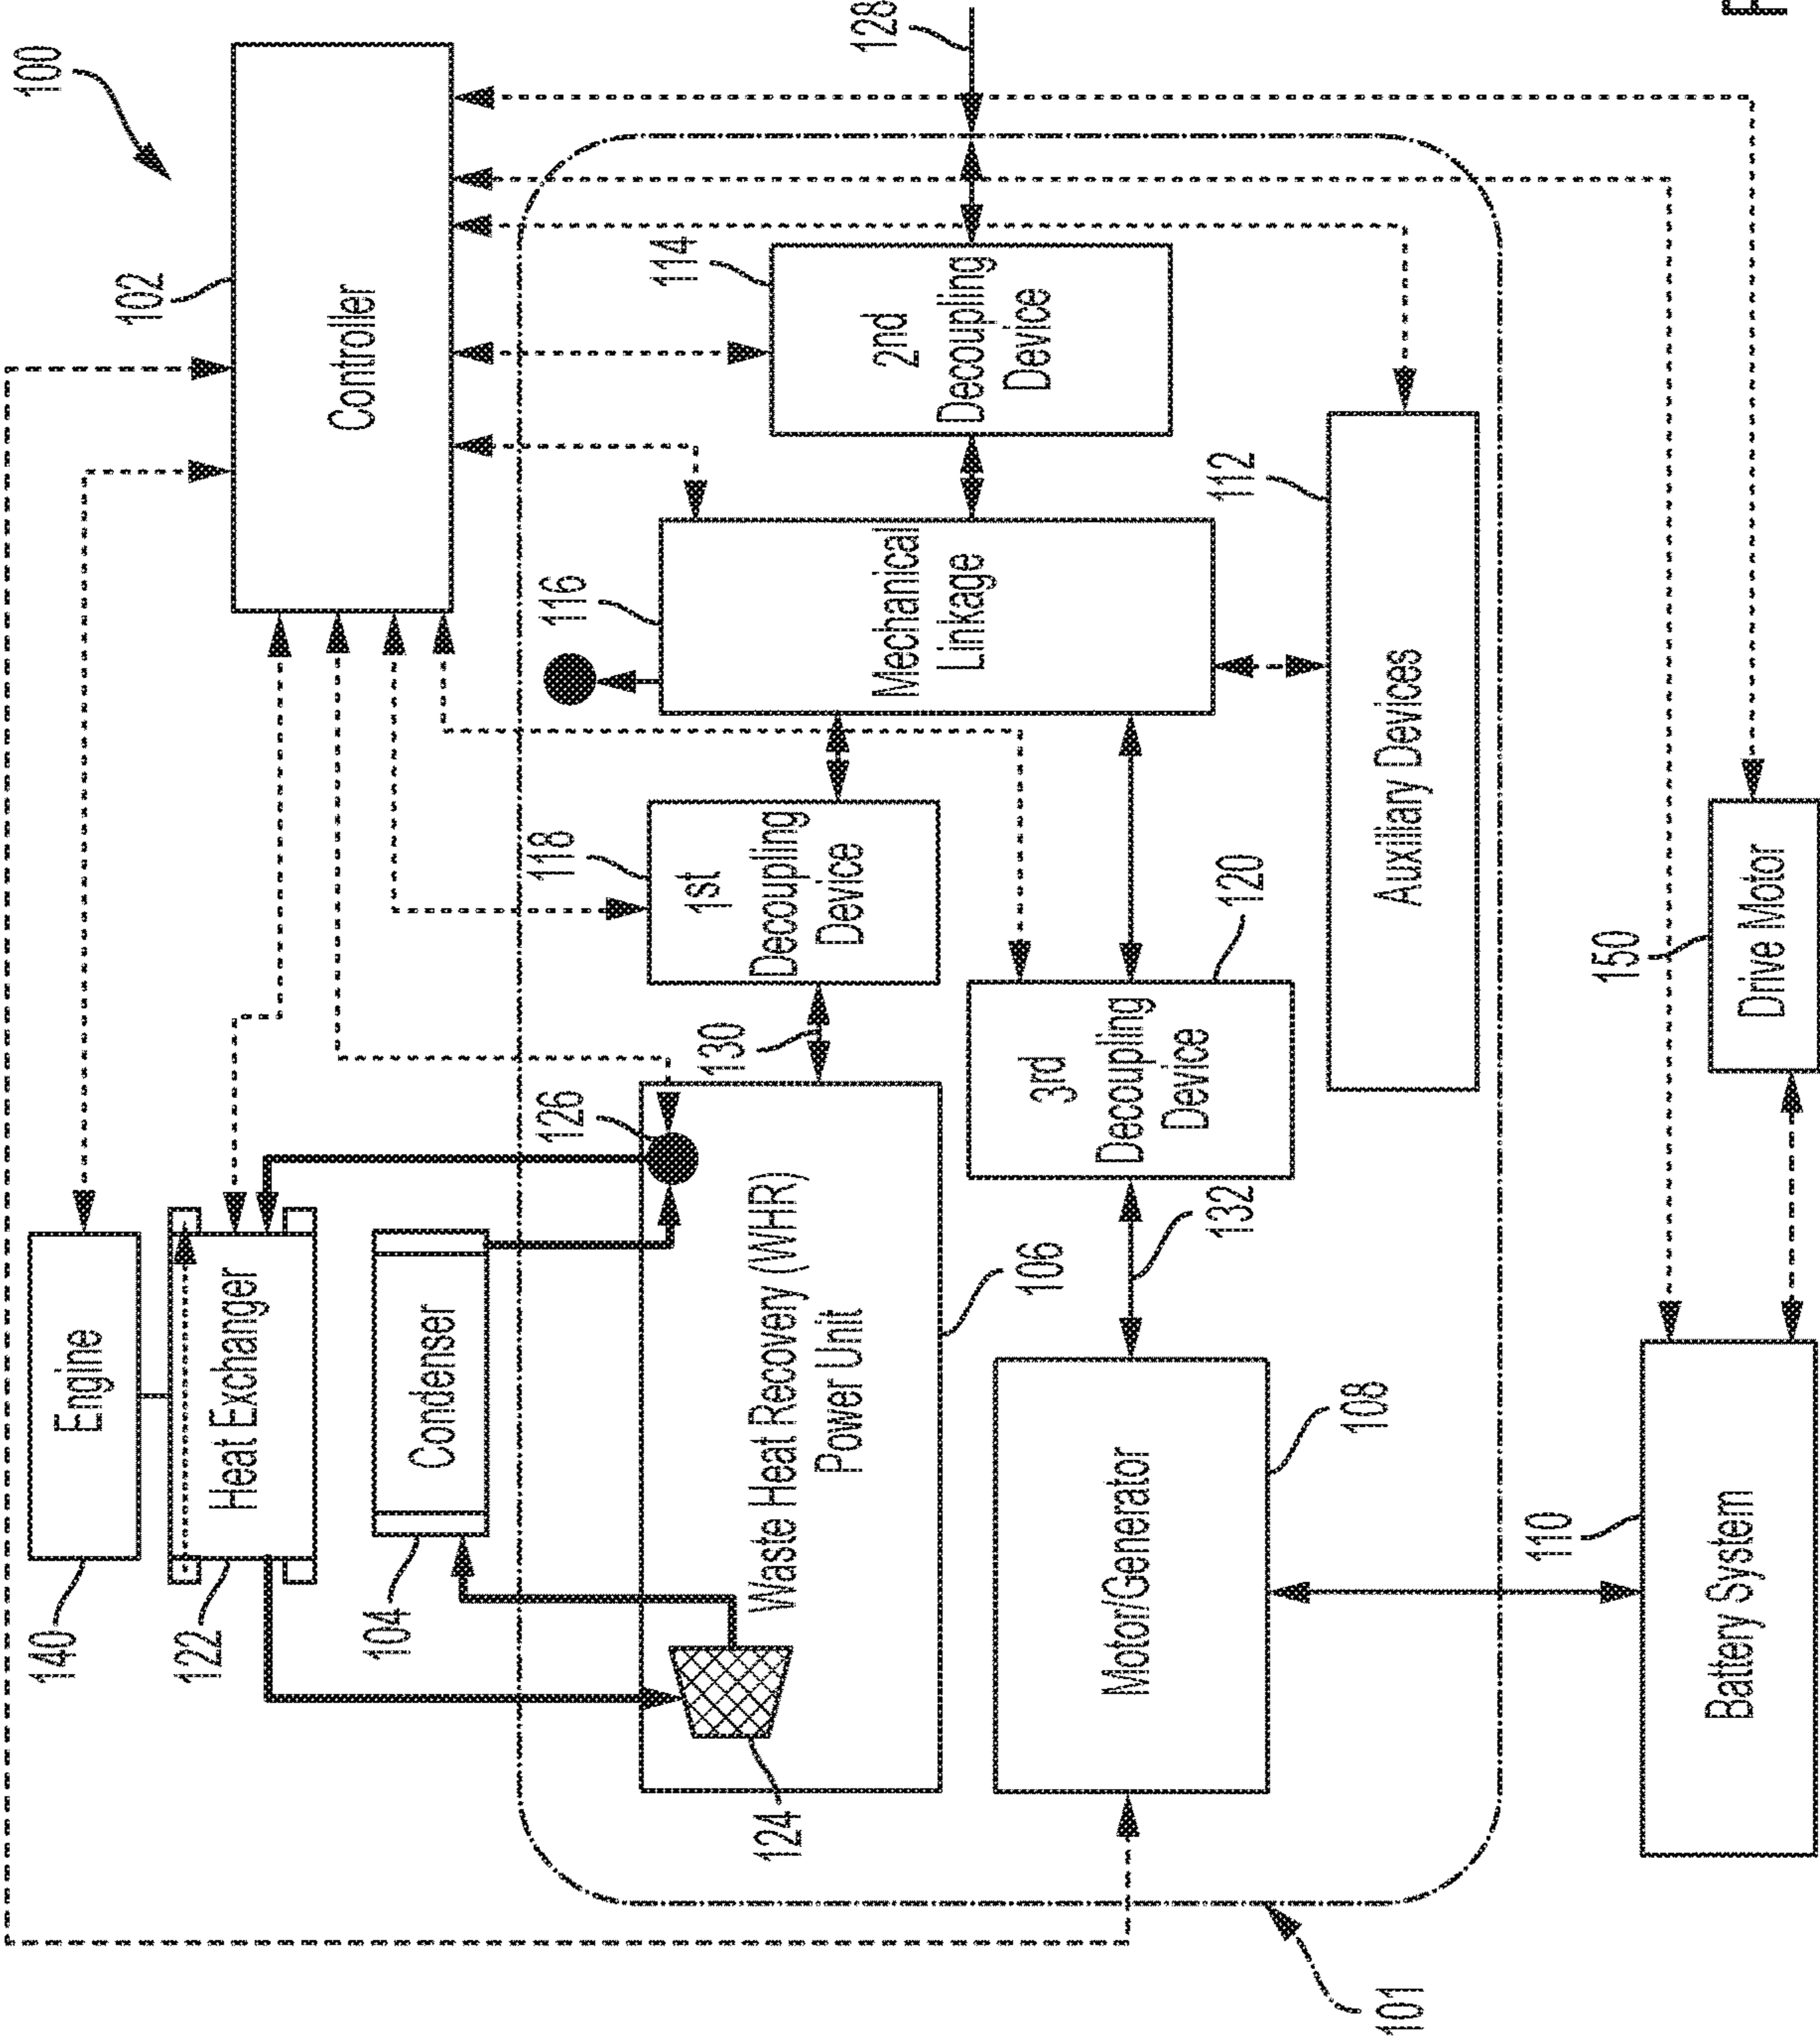 100
102
Controller
128
140
Engine
122
Heat Exchanger
104
Condenser
126
130
118
1st
Decoupling
Device
116
Mechanical
Linkage
114
2nd
Decoupling
Device
124
Waste Heat Recovery (WHR)
Power Unit
106
3rd
Decoupling
Device
120
132
Motor/Generator
108
112
Auxiliary Devices
110
Battery System
150
Drive Motor
101